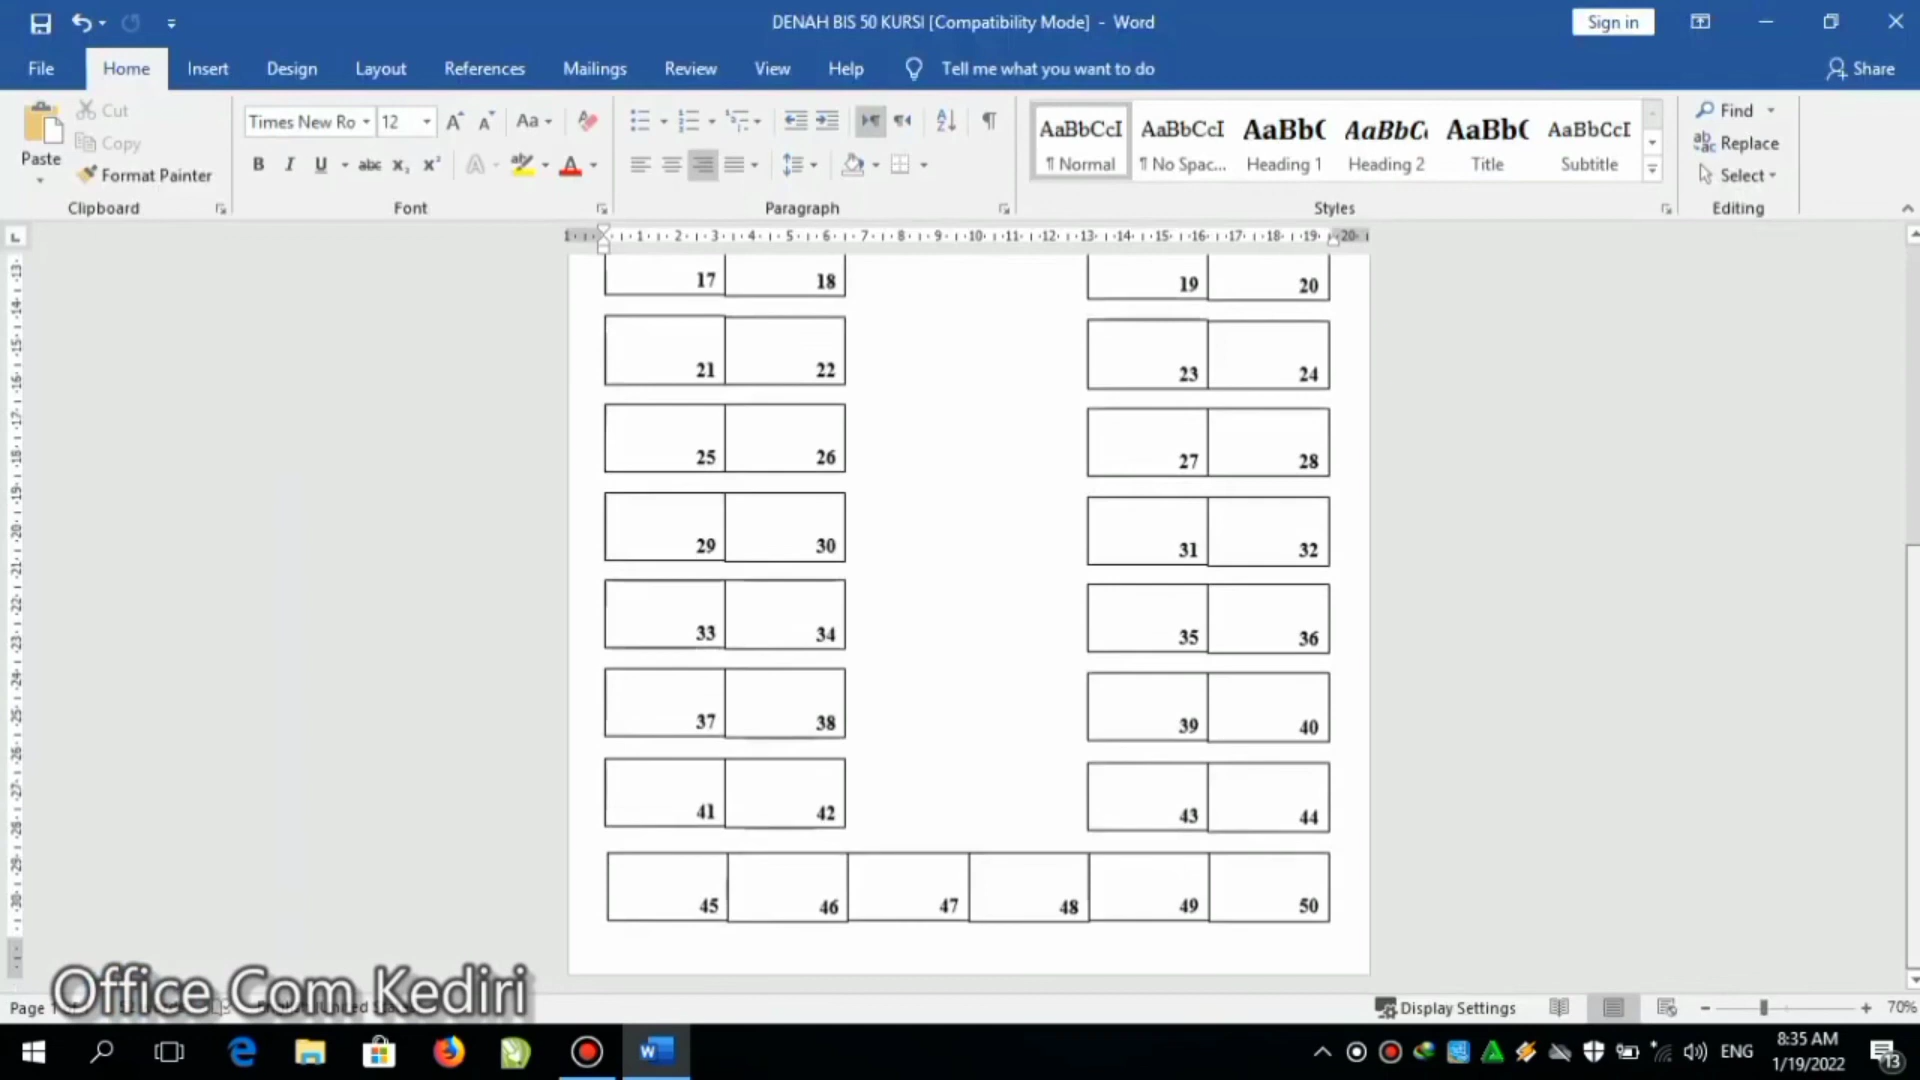 DENAH BIS 50 KURSI [Compatibility Mode] - Word
Sign in
File Home Insert Design Layout References Mailings Review View Help Tell me what you want to do Share
Paste
Cut
Copy
Format Painter
Clipboard
Times New Ro 12
Font
Paragraph
AaBbCcI AaBbCcI AaBbC AaBbC AaBbC AaBbCcI
¶ Normal ¶ No Spac... Heading 1 Heading 2 Title Subtitle
Styles
Find
Replace
Select
Editing
17 18 19 20
21 22 23 24
25 26 27 28
29 30 31 32
33 34 35 36
37 38 39 40
41 42 43 44
45 46 47 48 49 50
Office Com Kediri
Page
Display Settings
70%
ENG
8:35 AM
1/19/2022
13